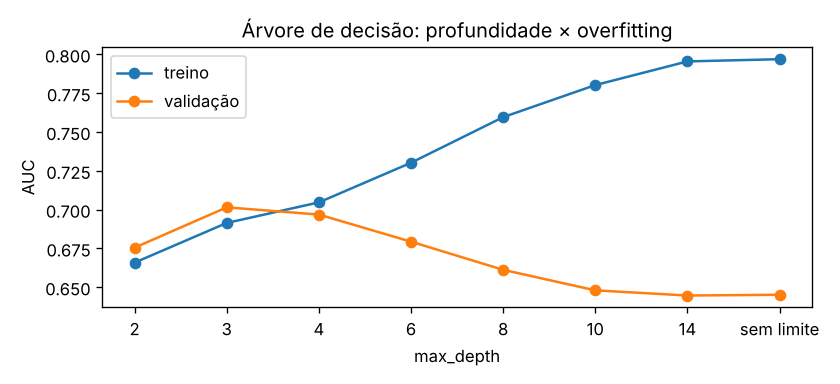 Árvore de decisão: profundidade × overfitting
treino
validação
AUC
0.800
0.775
0.750
0.725
0.700
0.675
0.650
2 3 4 6 8 10 14 sem limite
max_depth